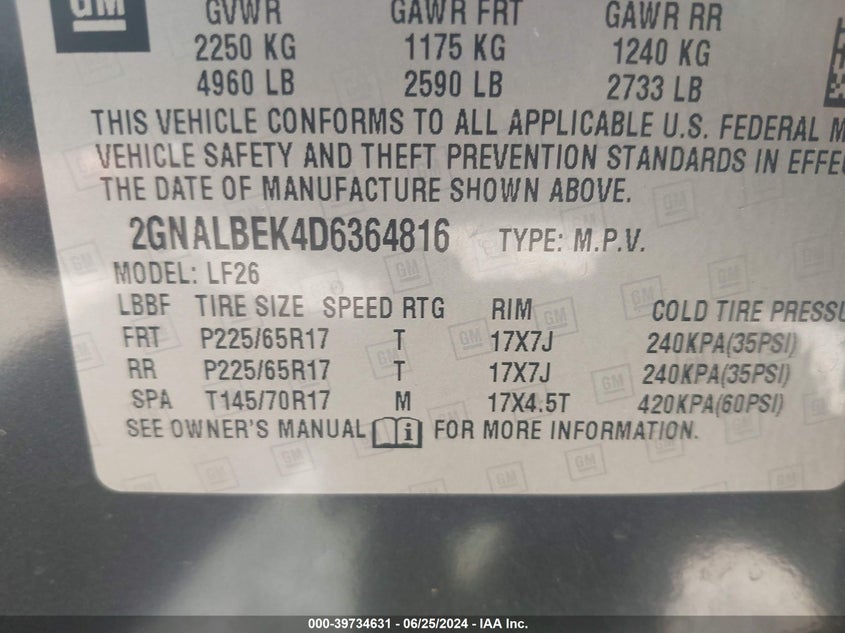 GM
GVWR GAWR FRT GAWR RR
2250 KG 1175 KG 1240 KG
4960 LB 2590 LB 2733 LB
THIS VEHICLE CONFORMS TO ALL APPLICABLE U.S. FEDERAL M
VEHICLE SAFETY AND THEFT PREVENTION STANDARDS IN EFFE
THE DATE OF MANUFACTURE SHOWN ABOVE.
2GNALBEK4D6364816 TYPE: M.P.V.
MODEL: LF26
LBBF TIRE SIZE SPEED RTG RIM COLD TIRE PRESSU
FRT P225/65R17 T 17X7J 240KPA(35PSI)
RR P225/65R17 T 17X7J 240KPA(35PSI)
SPA T145/70R17 M 17X4.5T 420KPA(60PSI)
SEE OWNER'S MANUAL i FOR MORE INFORMATION.
000-39734631 / 06/25/2024 - IAA Inc.